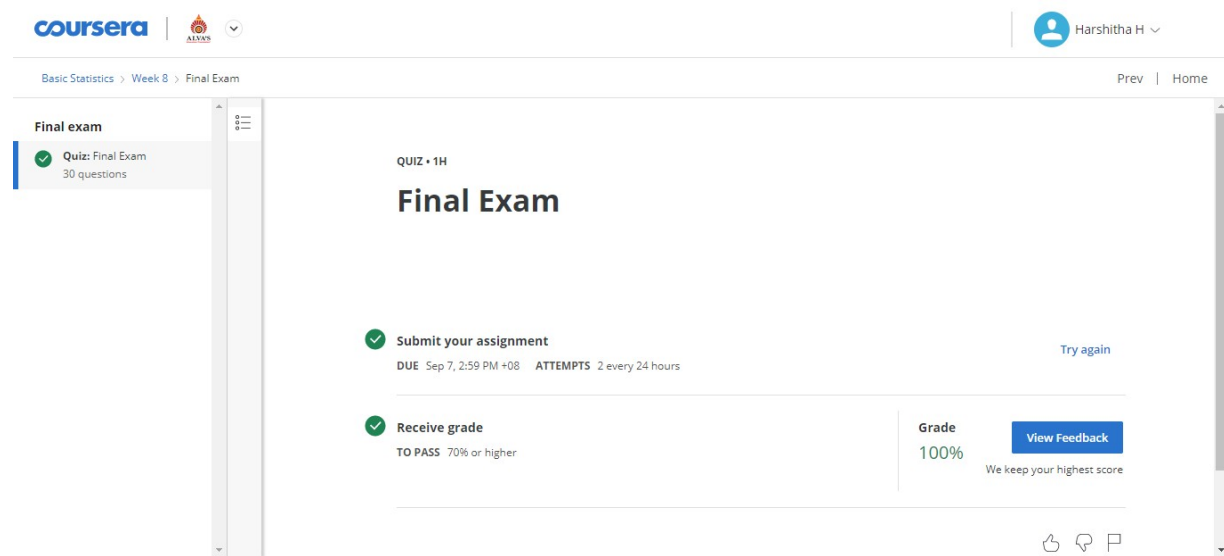 coursera
ALVA'S
Harshitha H
Basic Statistics > Week 8 > Final Exam
Prev | Home
Final exam
Quiz: Final Exam
30 questions
QUIZ • 1H
Final Exam
Submit your assignment
DUE Sep 7, 2:59 PM +08 ATTEMPTS 2 every 24 hours
Try again
Receive grade
TO PASS 70% or higher
Grade
100%
View Feedback
We keep your highest score